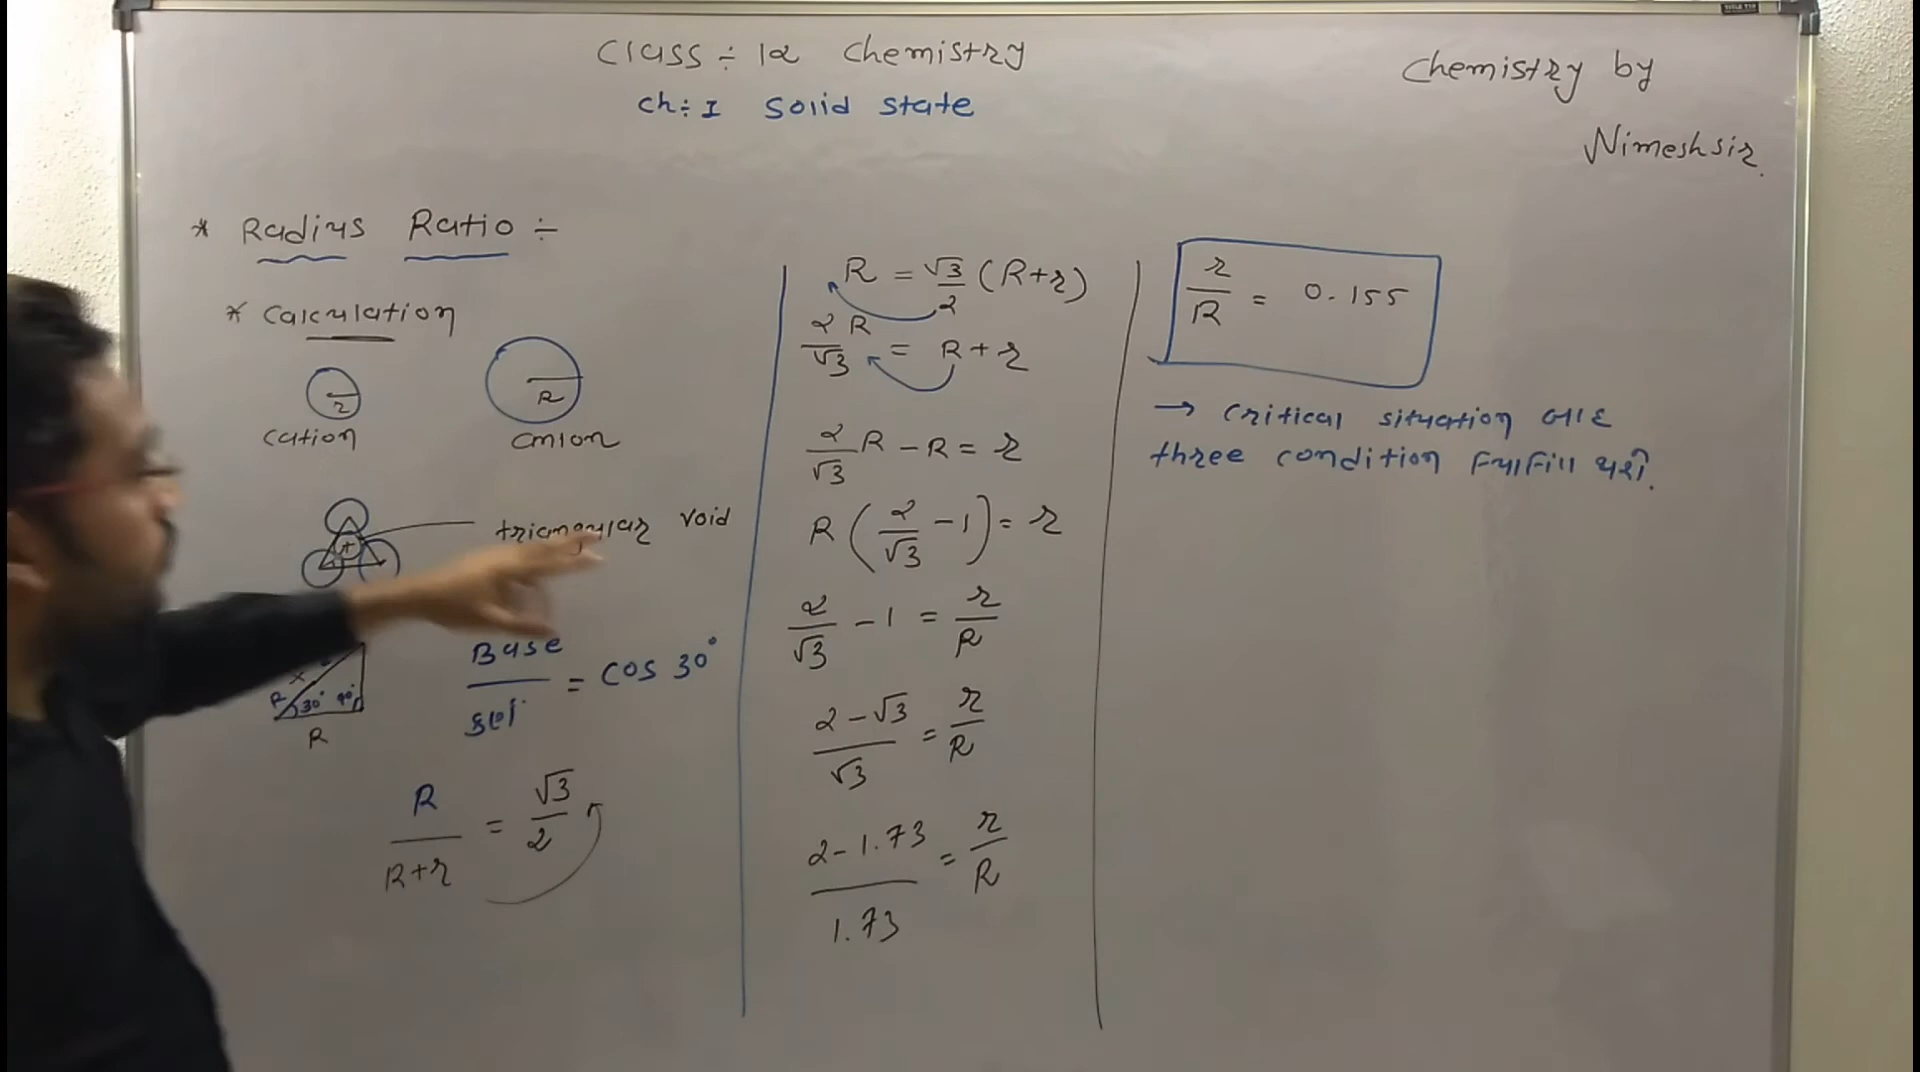 Class ÷ 12 Chemistry
Ch ÷ I Solid state
Chemistry by
Nimeshsir.
* Radius Ratio ÷
* Calculation
r
cation
R
anion
+
triangular void
x
R 30° 90°
R
Base / કર્ણ = cos 30°
R / R+r = √3 / 2
R = √3/2 (R+r)
2R/√3 = R+r
2/√3 R - R = r
R (2/√3 - 1) = r
2/√3 - 1 = r/R
2-√3 / √3 = r/R
2-1.73 / 1.73 = r/R
r/R = 0.155
→ Critical situation બાદ
three condition થશે.